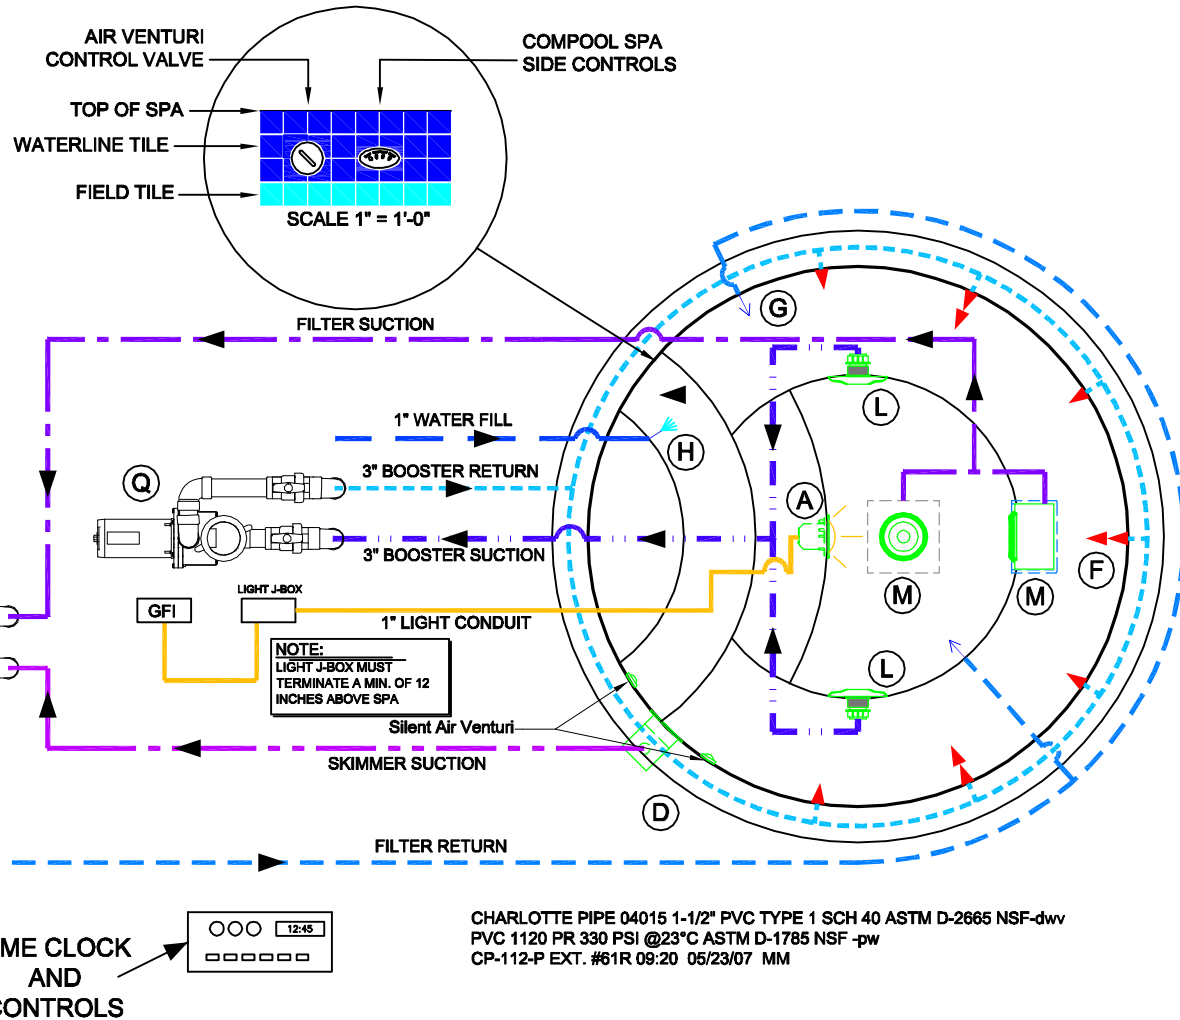 AIR VENTURI
CONTROL VALVE
COMPOOL SPA
SIDE CONTROLS
TOP OF SPA
WATERLINE TILE
FIELD TILE
SCALE 1" = 1'-0"
FILTER SUCTION
G
1" WATER FILL
L
H
3" BOOSTER RETURN
Q
A
3" BOOSTER SUCTION
F
M
M
LIGHT J-BOX
GFI
1" LIGHT CONDUIT
NOTE:
LIGHT J-BOX MUST
TERMINATE A MIN. OF 12
INCHES ABOVE SPA
L
Silent Air Venturi
SKIMMER SUCTION
D
FILTER RETURN
12:45
ME CLOCK
AND
CONTROLS
CHARLOTTE PIPE 04015 1-1/2" PVC TYPE 1 SCH 40 ASTM D-2665 NSF-dwv
PVC 1120 PR 330 PSI @23°C ASTM D-1785 NSF -pw
CP-112-P EXT. #61R 09:20 05/23/07 MM